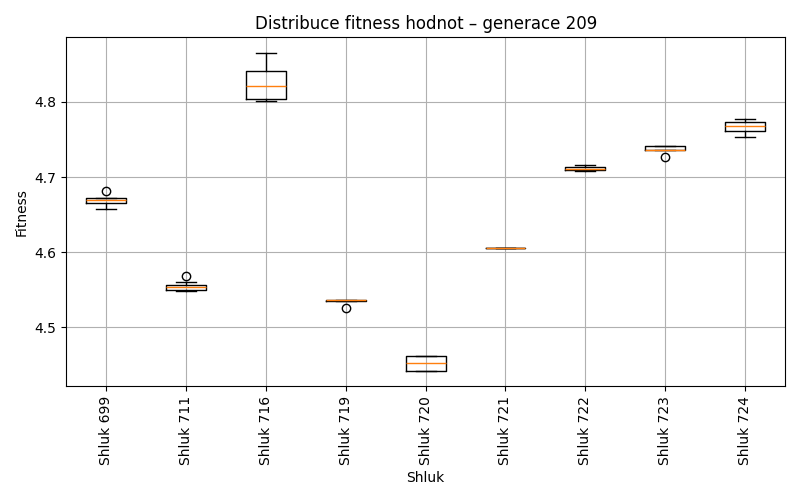 Distribuce fitness hodnot – generace 209
Fitness
4.8
4.7
4.6
4.5
Shluk 699
Shluk 711
Shluk 716
Shluk 719
Shluk 720
Shluk 721
Shluk 722
Shluk 723
Shluk 724
Shluk